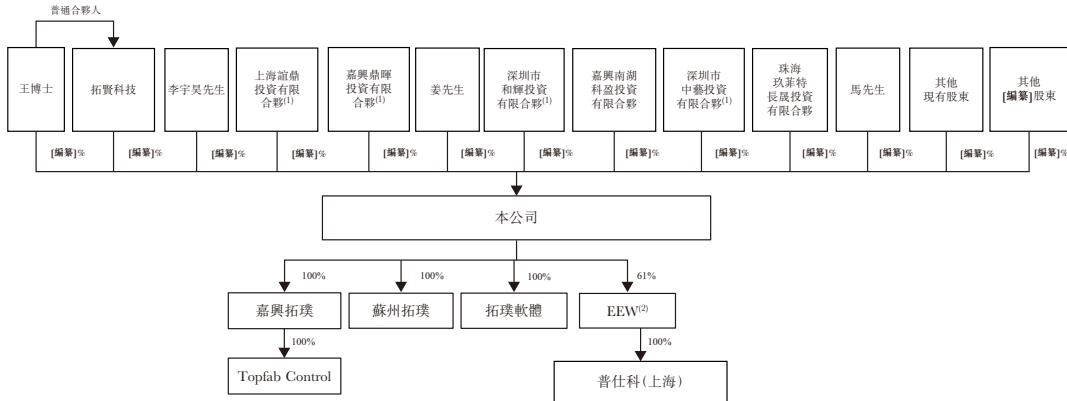 普通合夥人
王博士
拓賢科技
李宇昊先生
上海誼鼎
投資有限
合夥(1)
嘉興鼎暉
投資有限
合夥(1)
姜先生
深圳市
和輝投資
有限合夥(1)
嘉興南湖
科盈投資
有限合夥
深圳市
中藝投資
有限合夥(1)
珠海
玖菲特
長晟投資
有限合夥
馬先生
其他
現有股東
其他
[編纂]股東
[編纂]%
[編纂]%
[編纂]%
[編纂]%
[編纂]%
[編纂]%
[編纂]%
[編纂]%
[編纂]%
[編纂]%
[編纂]%
[編纂]%
[編纂]%
本公司
100%
100%
100%
61%
嘉興拓璞
蘇州拓璞
拓璞軟體
EEW(2)
100%
100%
Topfab Control
普仕科(上海)